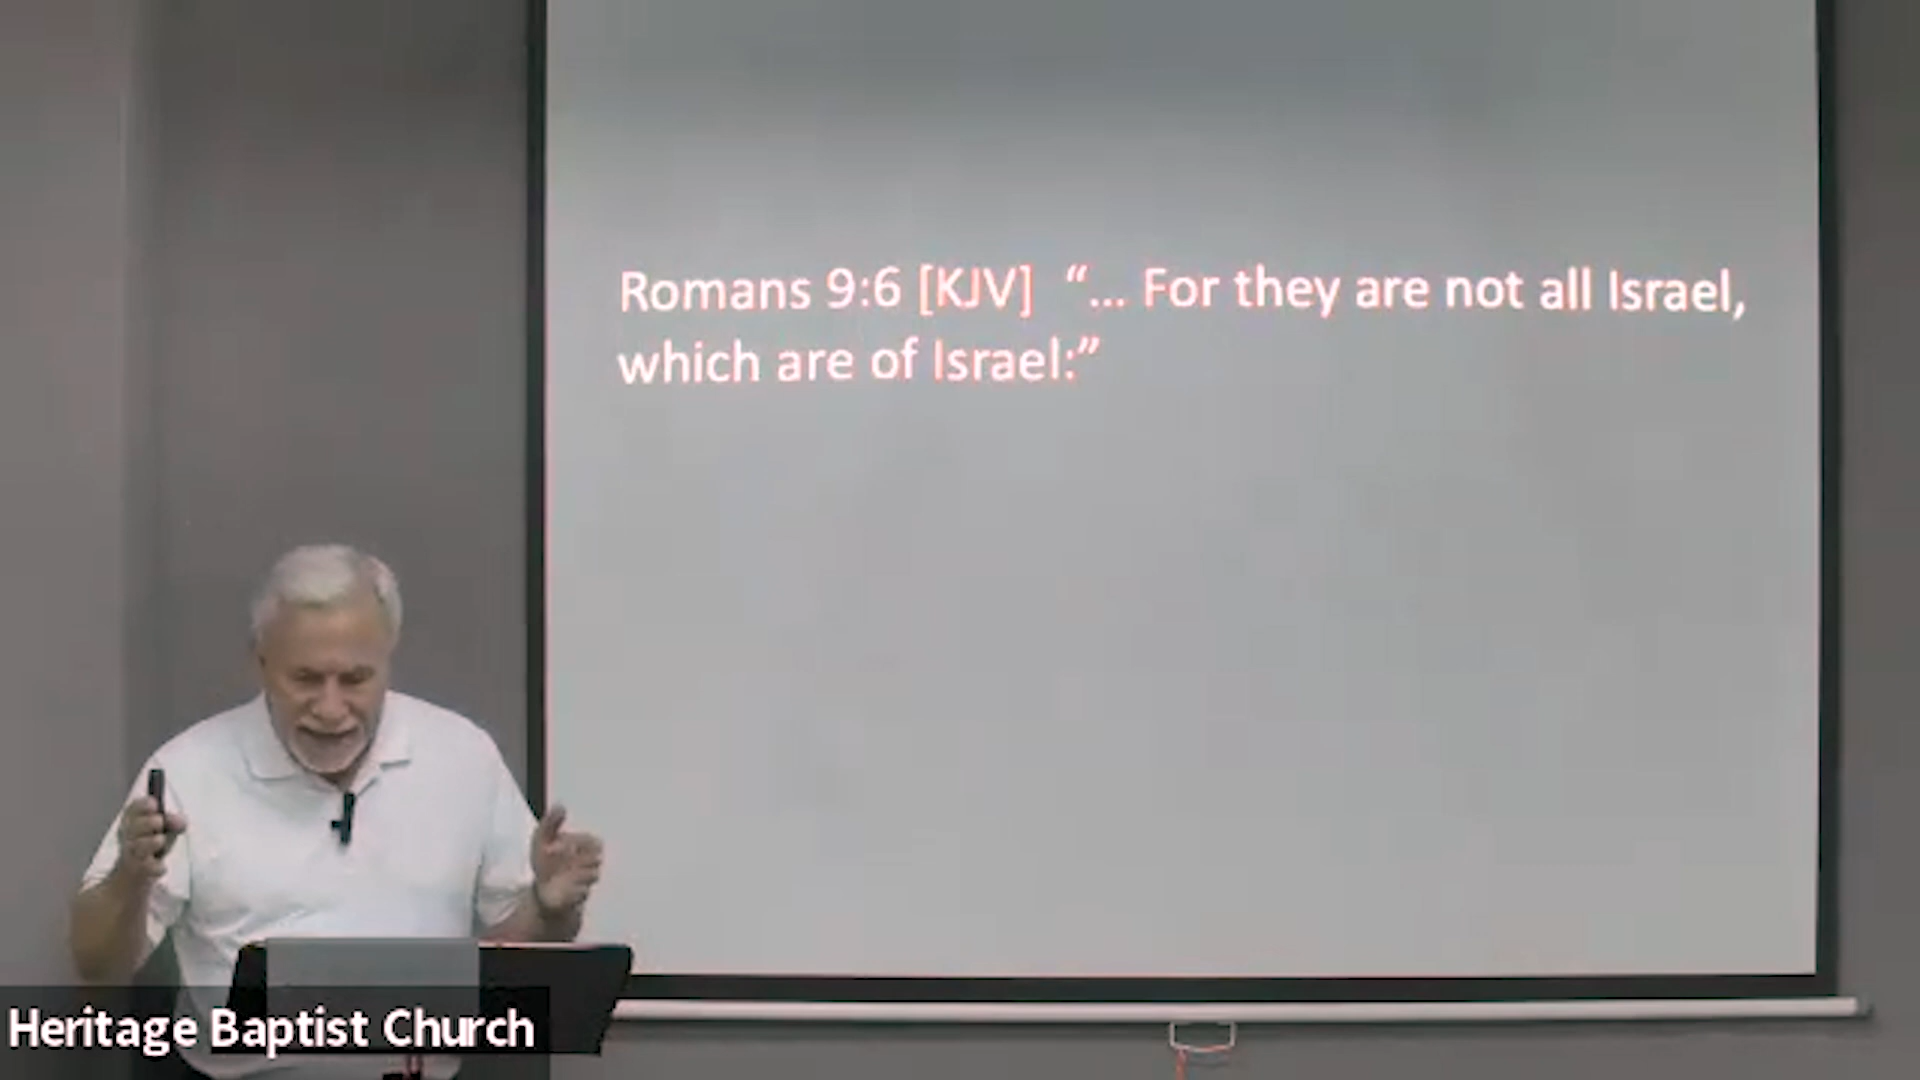 Romans 9:6 [KJV] “... For they are not all Israel,
which are of Israel:”
Heritage Baptist Church